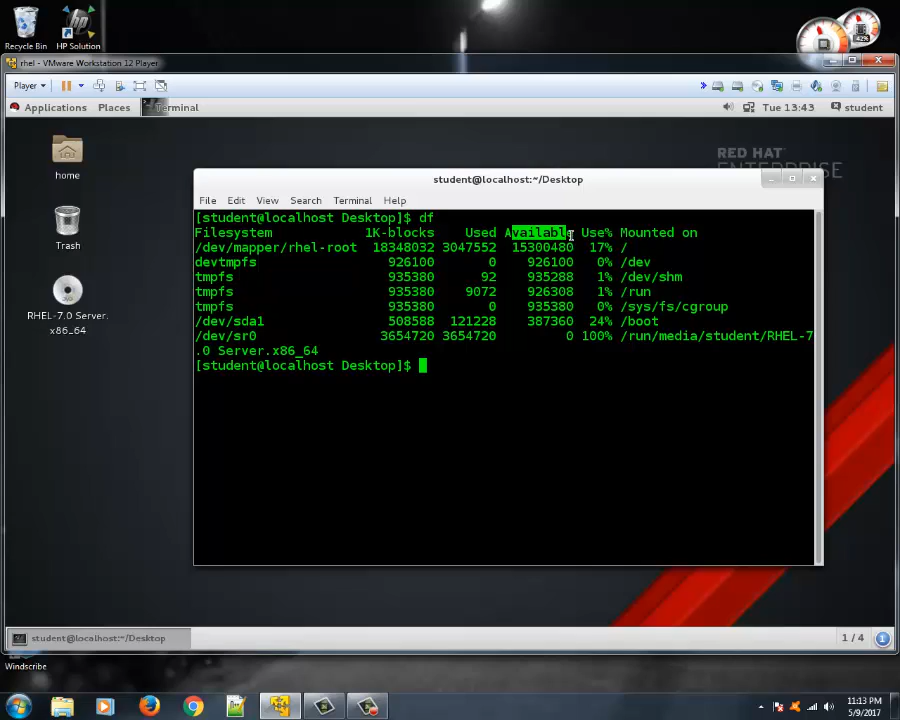 Recycle Bin
HP Solution
42%
rhel - VMware Workstation 12 Player
Player
Applications Places Terminal
Tue 13:43
student
home
Trash
RHEL-7.0 Server.
x86_64
RED HAT
ENTERPRISE
student@localhost:~/Desktop
File Edit View Search Terminal Help
[student@localhost Desktop]$ df
Filesystem 1K-blocks Used Available Use% Mounted on
/dev/mapper/rhel-root 18348032 3047552 15300480 17% /
devtmpfs 926100 0 926100 0% /dev
tmpfs 935380 92 935288 1% /dev/shm
tmpfs 935380 9072 926308 1% /run
tmpfs 935380 0 935380 0% /sys/fs/cgroup
/dev/sda1 508588 121228 387360 24% /boot
/dev/sr0 3654720 3654720 0 100% /run/media/student/RHEL-7
.0 Server.x86_64
[student@localhost Desktop]$
student@localhost:~/Desktop
1 / 4
1
Windscribe
11:13 PM
5/9/2017